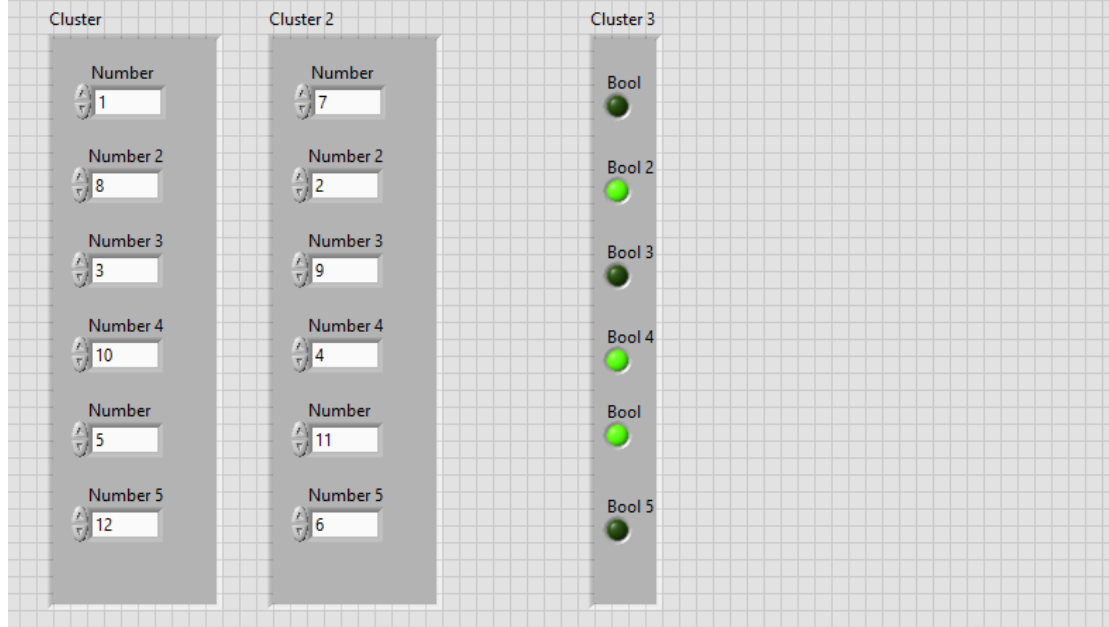 Cluster
Cluster 2
Cluster 3
Number
Number
Bool
1
7
Number 2
Number 2
Bool 2
8
2
Number 3
Number 3
Bool 3
3
9
Number 4
Number 4
Bool 4
10
4
Number
Number
Bool
5
11
Number 5
Number 5
Bool 5
12
6